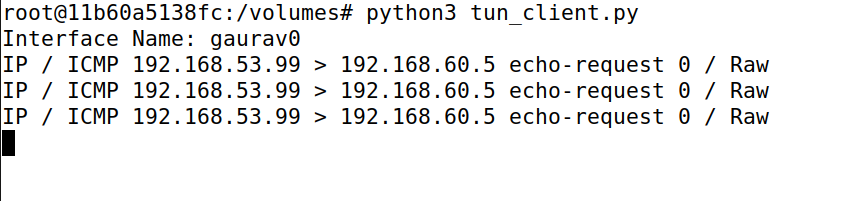 root@11b60a5138fc:/volumes# python3 tun_client.py
Interface Name: gaurav0
IP / ICMP 192.168.53.99 > 192.168.60.5 echo-request 0 / Raw
IP / ICMP 192.168.53.99 > 192.168.60.5 echo-request 0 / Raw
IP / ICMP 192.168.53.99 > 192.168.60.5 echo-request 0 / Raw